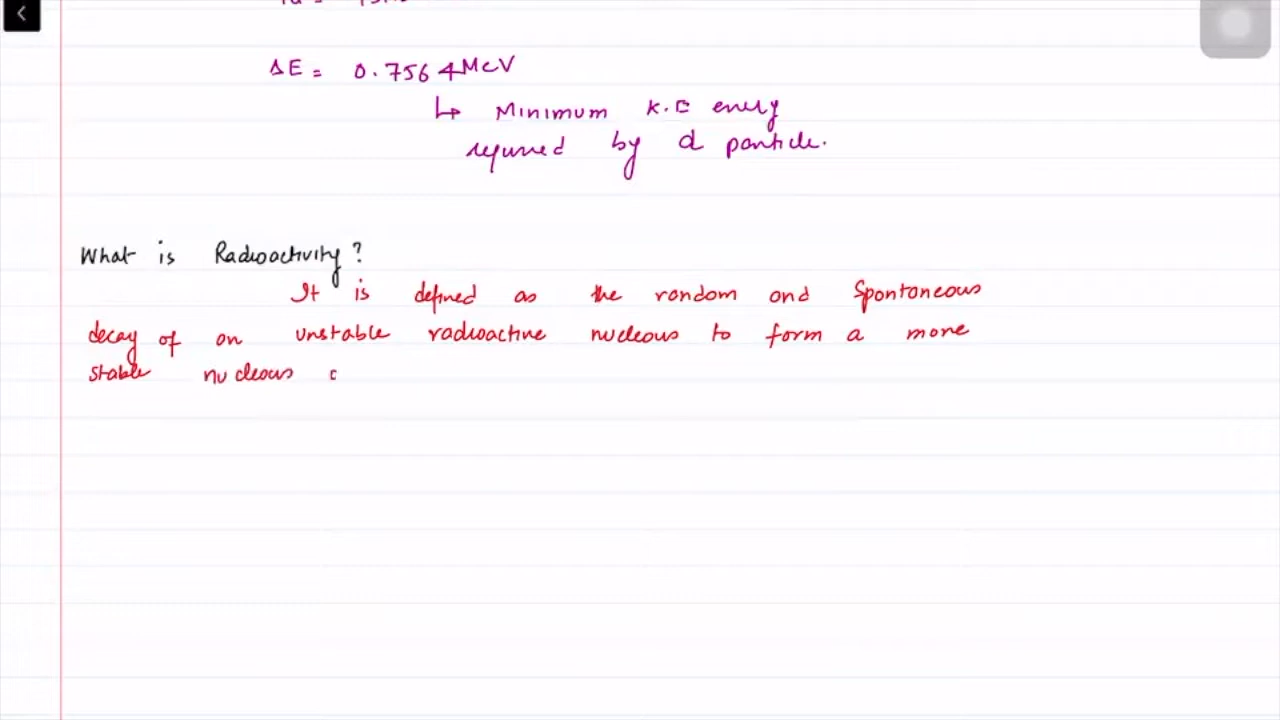 ΔE = 0.7564 MeV
↳ Minimum K.E energy
required by α particle.
What is Radioactivity?
It is defined as the random and Spontaneous
decay of an unstable radioactive nucleous to form a more
stable nucleous